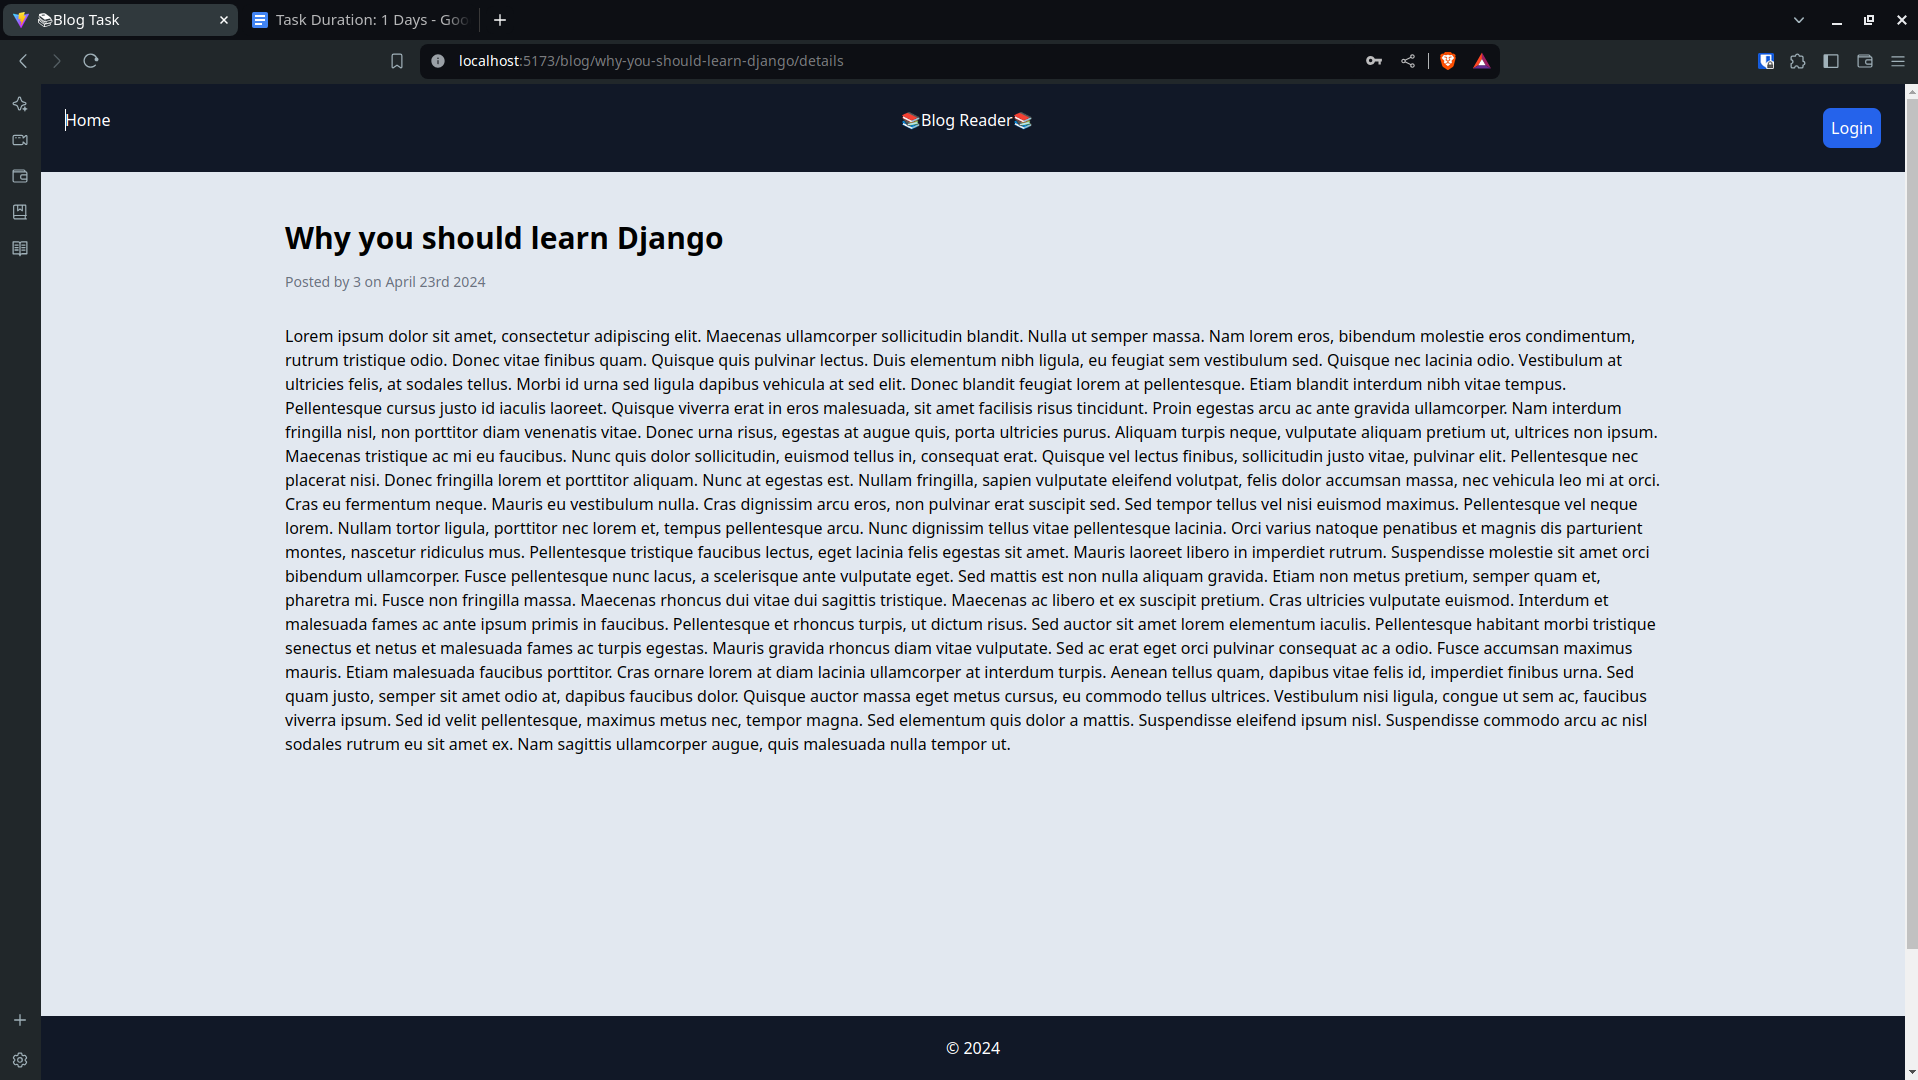 📚Blog Task
Task Duration: 1 Days - Goo
localhost:5173/blog/why-you-should-learn-django/details
Home
📚Blog Reader📚
Login
Why you should learn Django
Posted by 3 on April 23rd 2024
Lorem ipsum dolor sit amet, consectetur adipiscing elit. Maecenas ullamcorper sollicitudin blandit. Nulla ut semper massa. Nam lorem eros, bibendum molestie eros condimentum,
rutrum tristique odio. Donec vitae finibus quam. Quisque quis pulvinar lectus. Duis elementum nibh ligula, eu feugiat sem vestibulum sed. Quisque nec lacinia odio. Vestibulum at
ultricies felis, at sodales tellus. Morbi id urna sed ligula dapibus vehicula at sed elit. Donec blandit feugiat lorem at pellentesque. Etiam blandit interdum nibh vitae tempus.
Pellentesque cursus justo id iaculis laoreet. Quisque viverra erat in eros malesuada, sit amet facilisis risus tincidunt. Proin egestas arcu ac ante gravida ullamcorper. Nam interdum
fringilla nisl, non porttitor diam venenatis vitae. Donec urna risus, egestas at augue quis, porta ultricies purus. Aliquam turpis neque, vulputate aliquam pretium ut, ultrices non ipsum.
Maecenas tristique ac mi eu faucibus. Nunc quis dolor sollicitudin, euismod tellus in, consequat erat. Quisque vel lectus finibus, sollicitudin justo vitae, pulvinar elit. Pellentesque nec
placerat nisi. Donec fringilla lorem et porttitor aliquam. Nunc at egestas est. Nullam fringilla, sapien vulputate eleifend volutpat, felis dolor accumsan massa, nec vehicula leo mi at orci.
Cras eu fermentum neque. Mauris eu vestibulum nulla. Cras dignissim arcu eros, non pulvinar erat suscipit sed. Sed tempor tellus vel nisi euismod maximus. Pellentesque vel neque
lorem. Nullam tortor ligula, porttitor nec lorem et, tempus pellentesque arcu. Nunc dignissim tellus vitae pellentesque lacinia. Orci varius natoque penatibus et magnis dis parturient
montes, nascetur ridiculus mus. Pellentesque tristique faucibus lectus, eget lacinia felis egestas sit amet. Mauris laoreet libero in imperdiet rutrum. Suspendisse molestie sit amet orci
bibendum ullamcorper. Fusce pellentesque nunc lacus, a scelerisque ante vulputate eget. Sed mattis est non nulla aliquam gravida. Etiam non metus pretium, semper quam et,
pharetra mi. Fusce non fringilla massa. Maecenas rhoncus dui vitae dui sagittis tristique. Maecenas ac libero et ex suscipit pretium. Cras ultricies vulputate euismod. Interdum et
malesuada fames ac ante ipsum primis in faucibus. Pellentesque et rhoncus turpis, ut dictum risus. Sed auctor sit amet lorem elementum iaculis. Pellentesque habitant morbi tristique
senectus et netus et malesuada fames ac turpis egestas. Mauris gravida rhoncus diam vitae vulputate. Sed ac erat eget orci pulvinar consequat ac a odio. Fusce accumsan maximus
mauris. Etiam malesuada faucibus porttitor. Cras ornare lorem at diam lacinia ullamcorper at interdum turpis. Aenean tellus quam, dapibus vitae felis id, imperdiet finibus urna. Sed
quam justo, semper sit amet odio at, dapibus faucibus dolor. Quisque auctor massa eget metus cursus, eu commodo tellus ultrices. Vestibulum nisi ligula, congue ut sem ac, faucibus
viverra ipsum. Sed id velit pellentesque, maximus metus nec, tempor magna. Sed elementum quis dolor a mattis. Suspendisse eleifend ipsum nisl. Suspendisse commodo arcu ac nisl
sodales rutrum eu sit amet ex. Nam sagittis ullamcorper augue, quis malesuada nulla tempor ut.
© 2024